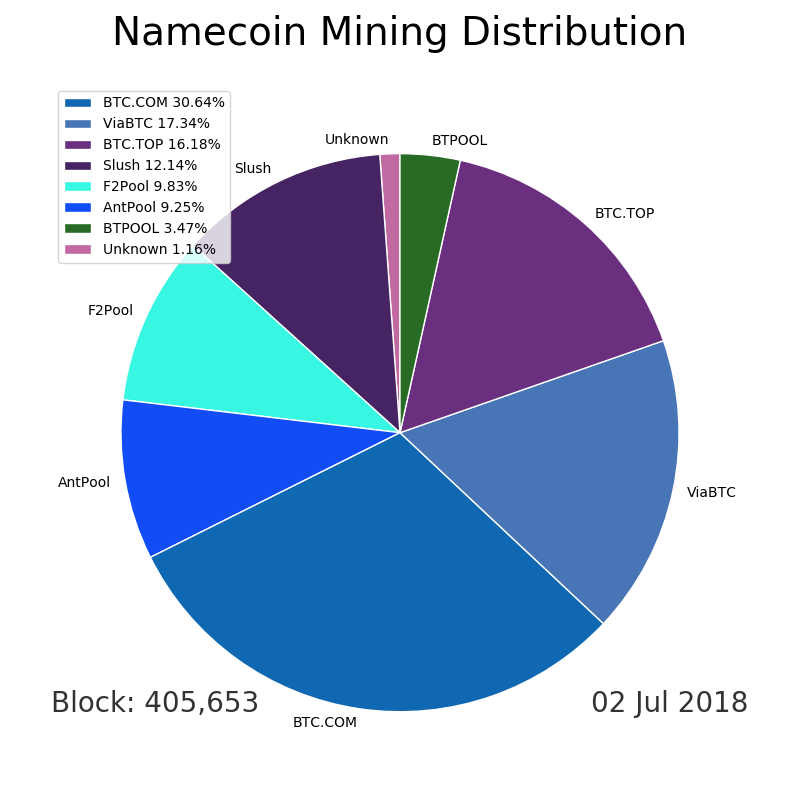 Namecoin Mining Distribution
BTC.COM 30.64%
ViaBTC 17.34%
BTC.TOP 16.18%
Slush 12.14%
F2Pool 9.83%
AntPool 9.25%
BTPOOL 3.47%
Unknown 1.16%
Unknown
BTPOOL
Slush
BTC.TOP
F2Pool
AntPool
ViaBTC
BTC.COM
Block: 405,653
02 Jul 2018